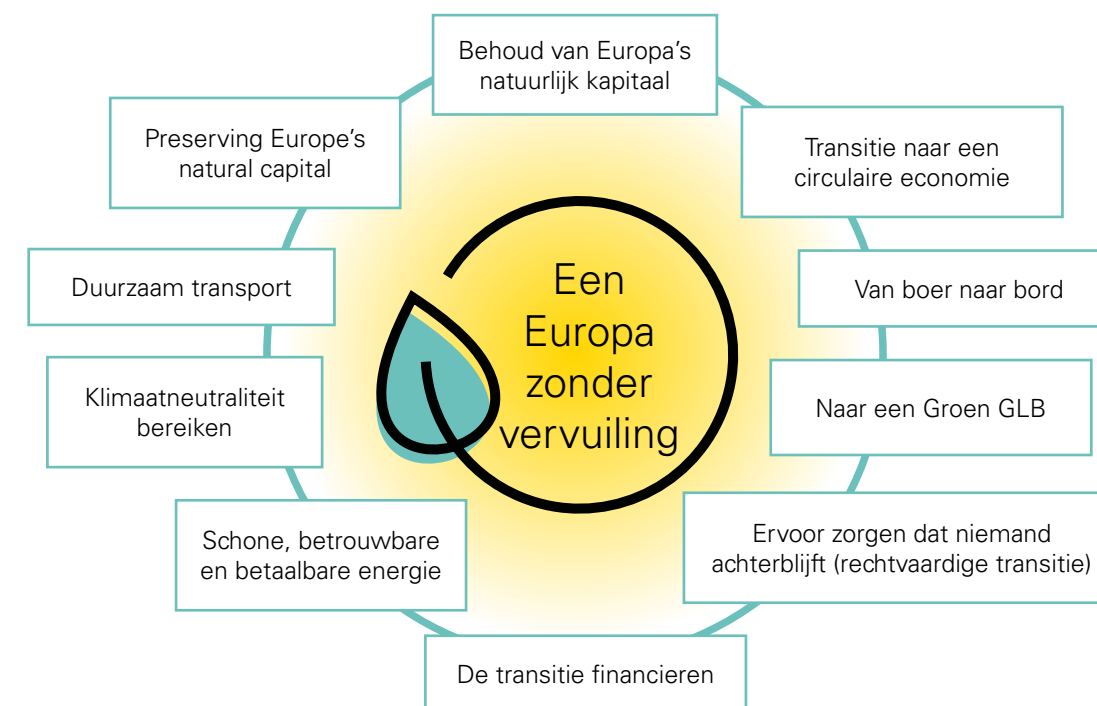 Behoud van Europa’s
natuurlijk kapitaal
Preserving Europe’s
natural capital
Transitie naar een
circulaire economie
Duurzaam transport
Van boer naar bord
Een
Europa
zonder
vervuiling
Klimaatneutraliteit
bereiken
Naar een Groen GLB
Schone, betrouwbare
en betaalbare energie
Ervoor zorgen dat niemand
achterblijft (rechtvaardige transitie)
De transitie financieren